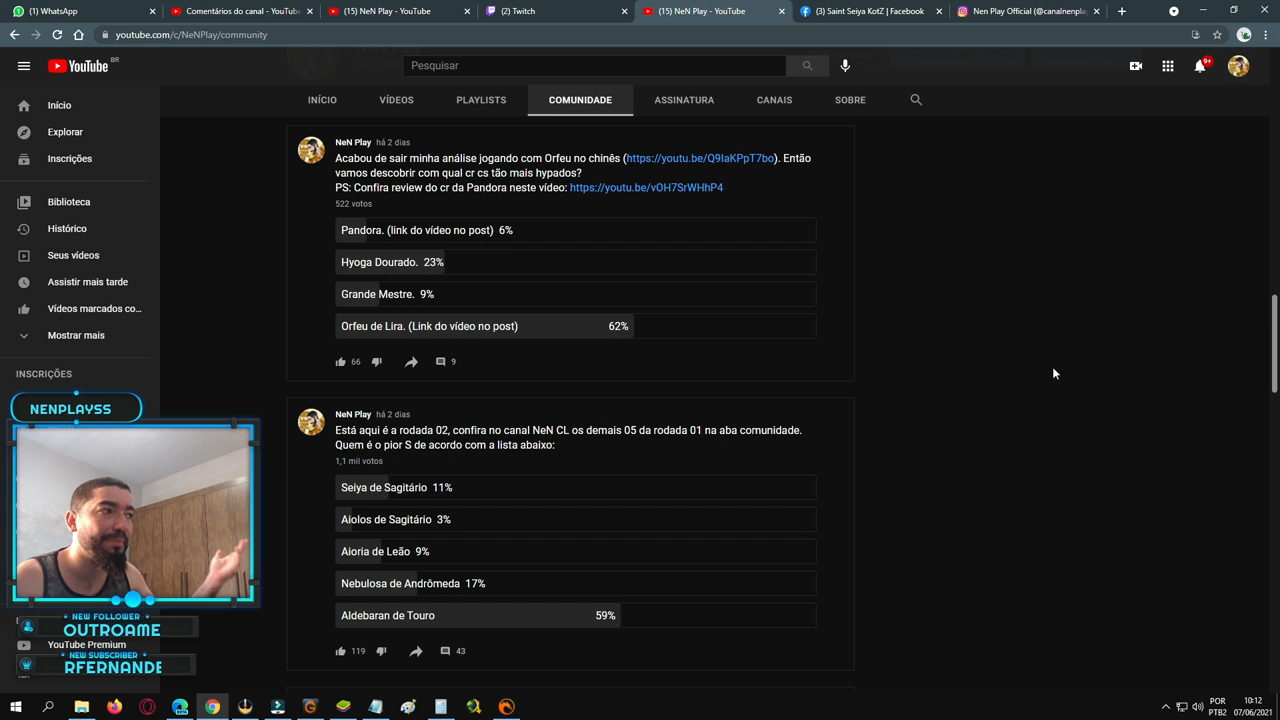 (1) WhatsApp
Comentários do canal - YouTube
(15) NeN Play - YouTube
(2) Twitch
(15) NeN Play - YouTube
(3) Saint Seiya KotZ | Facebook
Nen Play Official (@canalnenplay
youtube.com/c/NeNPlay/community
YouTube BR
Pesquisar
9+
INÍCIO VÍDEOS PLAYLISTS COMUNIDADE ASSINATURA CANAIS SOBRE
Início
Explorar
Inscrições
Biblioteca
Histórico
Seus vídeos
Assistir mais tarde
Vídeos marcados co...
Mostrar mais
INSCRIÇÕES
NeN Play há 2 dias
Acabou de sair minha análise jogando com Orfeu no chinês (https://youtu.be/Q9IaKPpT7bo). Então
vamos descobrir com qual cr cs tão mais hypados?
PS: Confira review do cr da Pandora neste vídeo: https://youtu.be/vOH7SrWHhP4
522 votos
Pandora. (link do vídeo no post) 6%
Hyoga Dourado. 23%
Grande Mestre. 9%
Orfeu de Lira. (Link do vídeo no post) 62%
66 9
NeN Play há 2 dias
Está aqui é a rodada 02, confira no canal NeN CL os demais 05 da rodada 01 na aba comunidade.
Quem é o pior S de acordo com a lista abaixo:
1,1 mil votos
Seiya de Sagitário 11%
Aiolos de Sagitário 3%
Aioria de Leão 9%
Nebulosa de Andrômeda 17%
Aldebaran de Touro 59%
119 43
NENPLAYSS
NEW FOLLOWER
OUTROAME
YouTube Premium
NEW SUBSCRIBER
RFERNANDE
POR
PTB2
10:12
07/06/2021